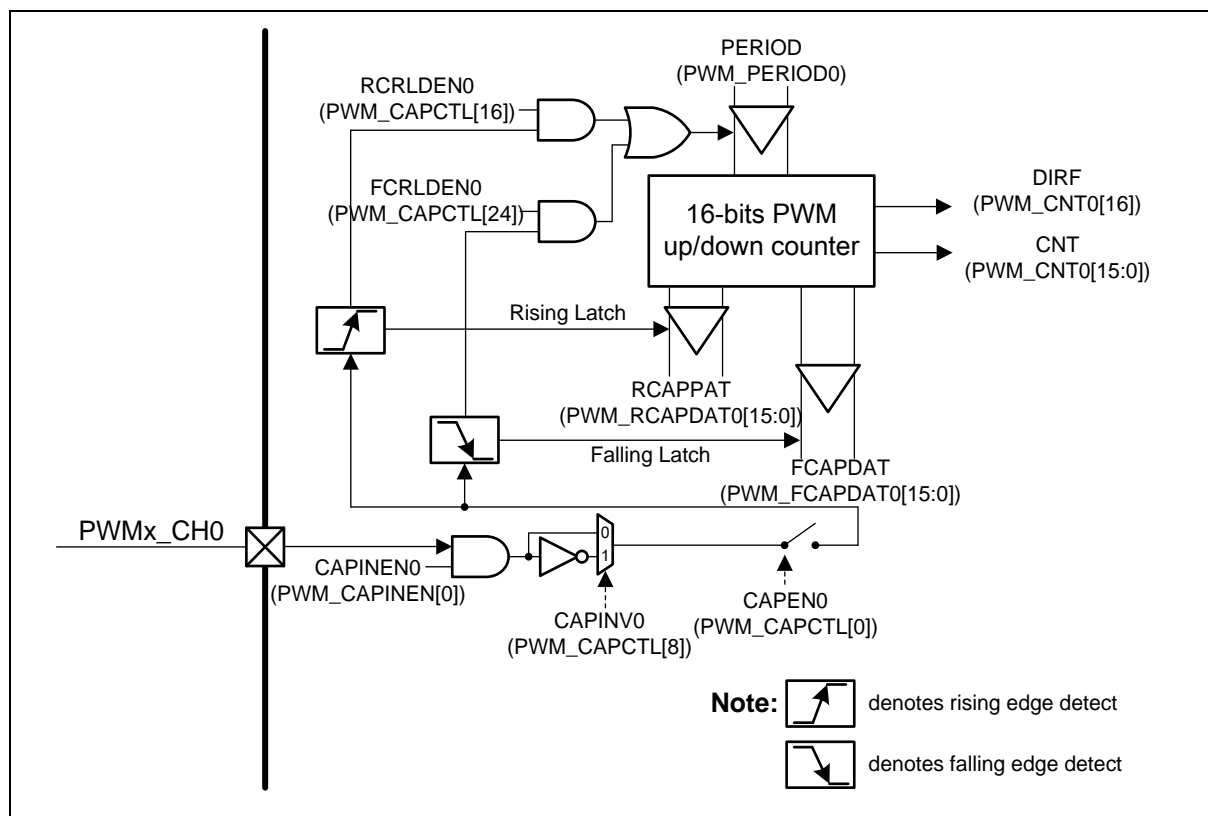 PERIOD
(PWM_PERIOD0)
RCRLDEN0
(PWM_CAPCTL[16])
FCRLDEN0
(PWM_CAPCTL[24])
16-bits PWM
up/down counter
DIRF
(PWM_CNT0[16])
CNT
(PWM_CNT0[15:0])
Rising Latch
RCAPPAT
(PWM_RCAPDAT0[15:0])
Falling Latch
FCAPDAT
(PWM_FCAPDAT0[15:0])
PWMx_CH0
CAPINEN0
(PWM_CAPINEN[0])
0
1
CAPINV0
(PWM_CAPCTL[8])
CAPEN0
(PWM_CAPCTL[0])
Note:
denotes rising edge detect
denotes falling edge detect